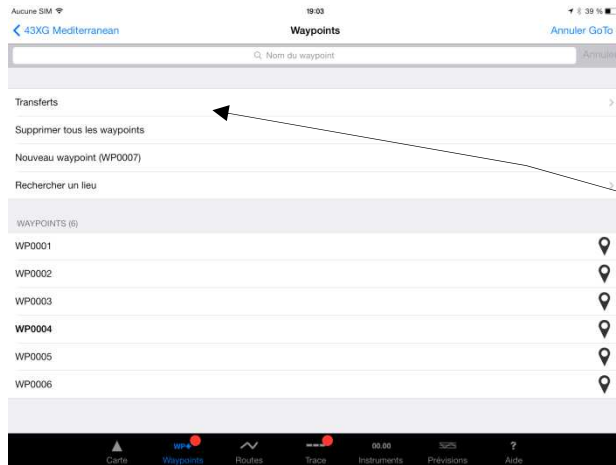 Aucune SIM 19:03 39 %
43XG Mediterranean Waypoints Annuler GoTo
Nom du waypoint Annuler
Transferts
Supprimer tous les waypoints
Nouveau waypoint (WP0007)
Rechercher un lieu
WAYPOINTS (6)
WP0001
WP0002
WP0003
WP0004
WP0005
WP0006
WP 00.00 ?
Carte Waypoints Routes Trace Instruments Prévisions Aide